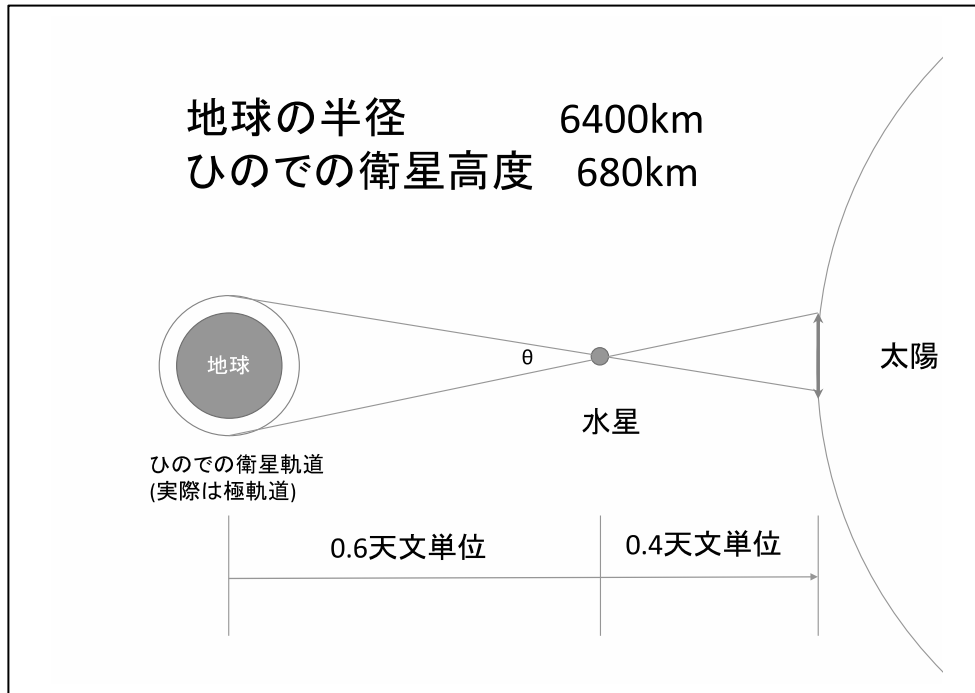 地球の半径 6400km
ひのでの衛星高度 680km
地球
θ
太陽
水星
ひのでの衛星軌道
(実際は極軌道)
0.6天文単位
0.4天文単位